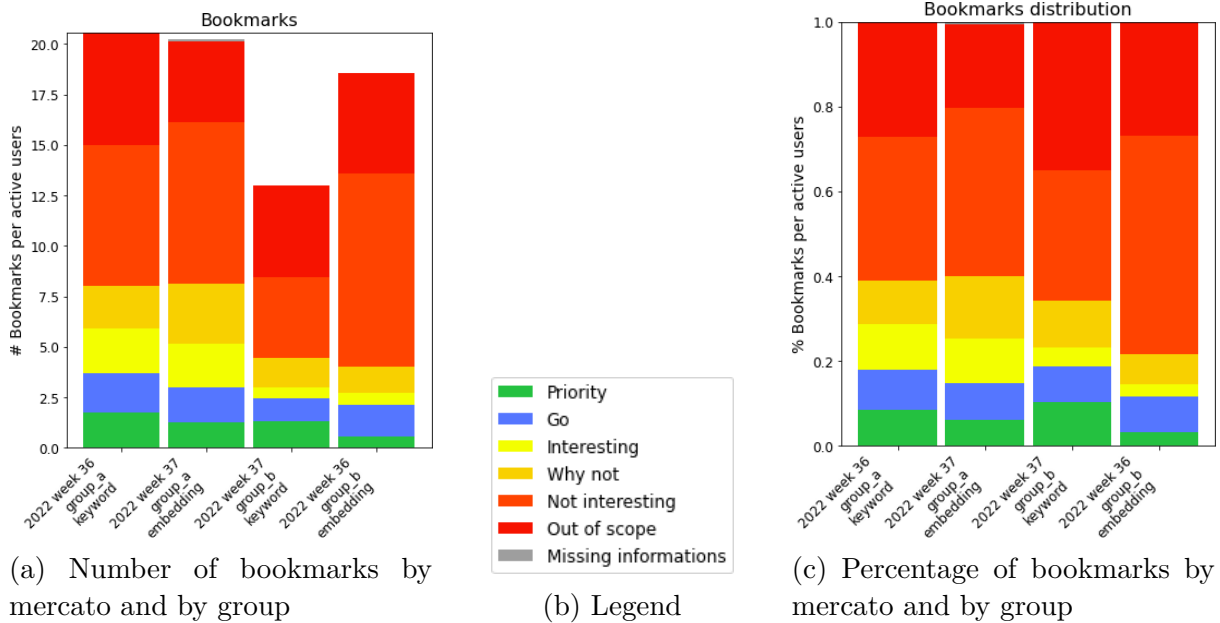 Bookmarks
# Bookmarks per active users
20.0
17.5
15.0
12.5
10.0
7.5
5.0
2.5
0.0
2022 week 36
group_a
keyword
2022 week 37
group_a
embedding
2022 week 37
group_b
keyword
2022 week 36
group_b
embedding
(a) Number of bookmarks by
mercato and by group
Priority
Go
Interesting
Why not
Not interesting
Out of scope
Missing informations
(b) Legend
Bookmarks distribution
% Bookmarks per active users
1.0
0.8
0.6
0.4
0.2
0.0
2022 week 36
group_a
keyword
2022 week 37
group_a
embedding
2022 week 37
group_b
keyword
2022 week 36
group_b
embedding
(c) Percentage of bookmarks by
mercato and by group